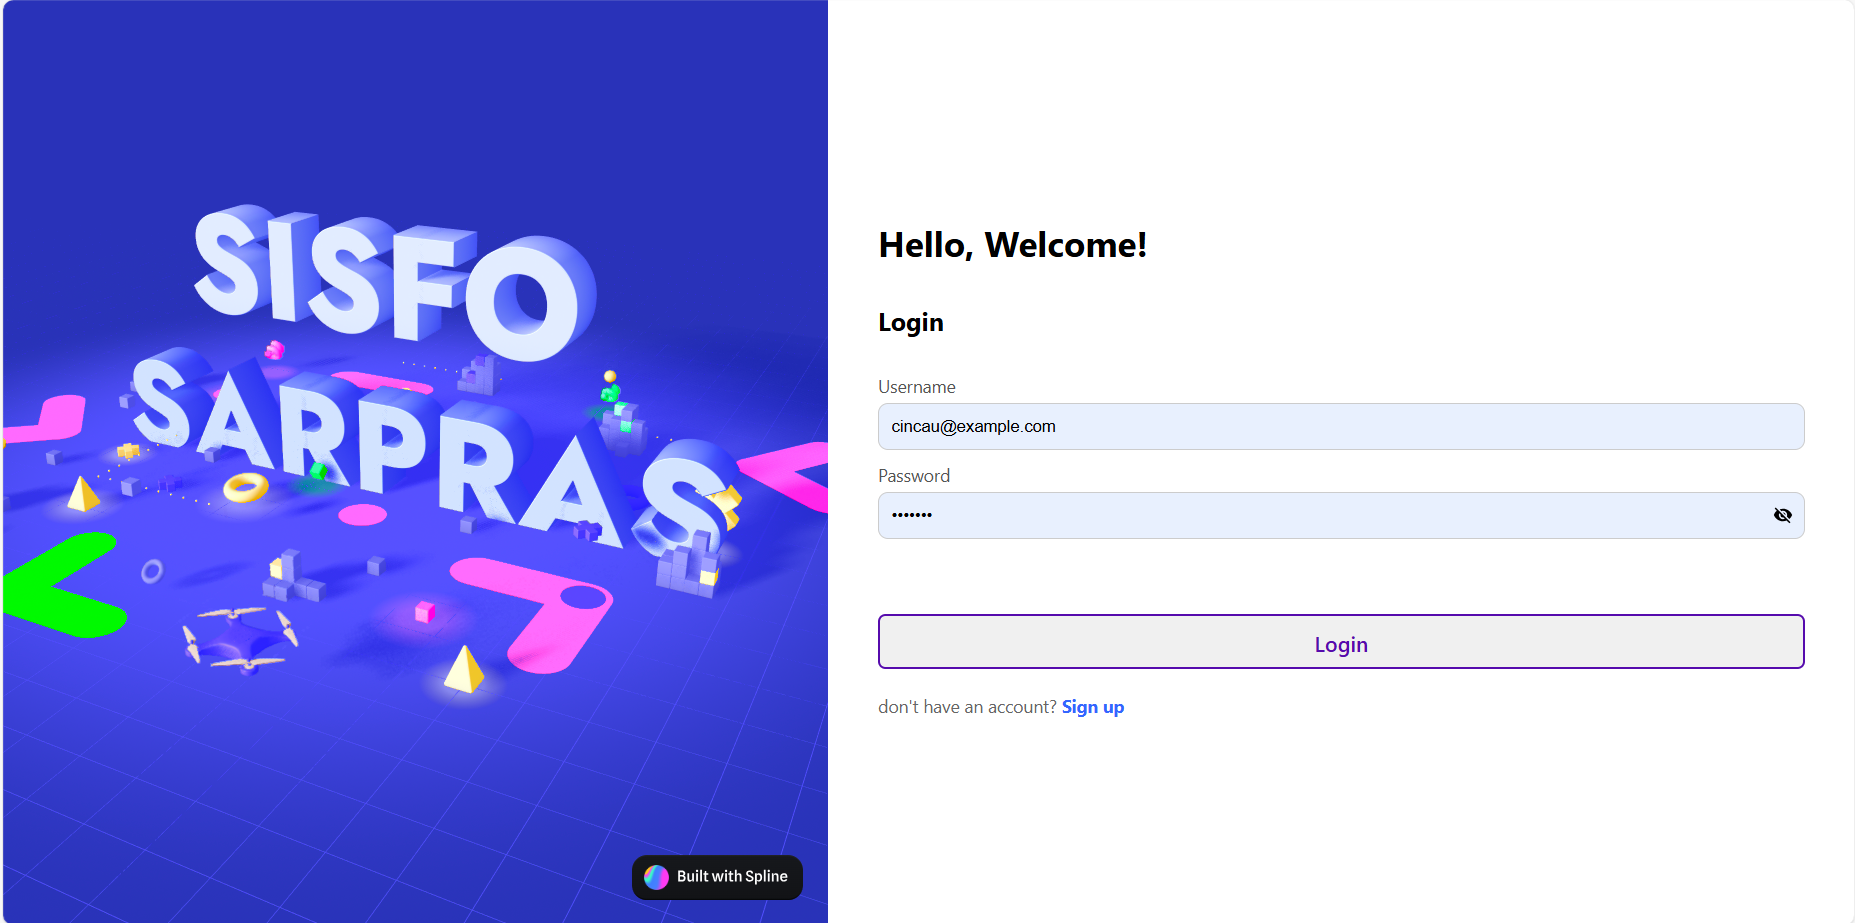 SISFO
SARPRAS
Built with Spline
Hello, Welcome!
Login
Username
cincau@example.com
Password
•••••••
Login
don't have an account? Sign up